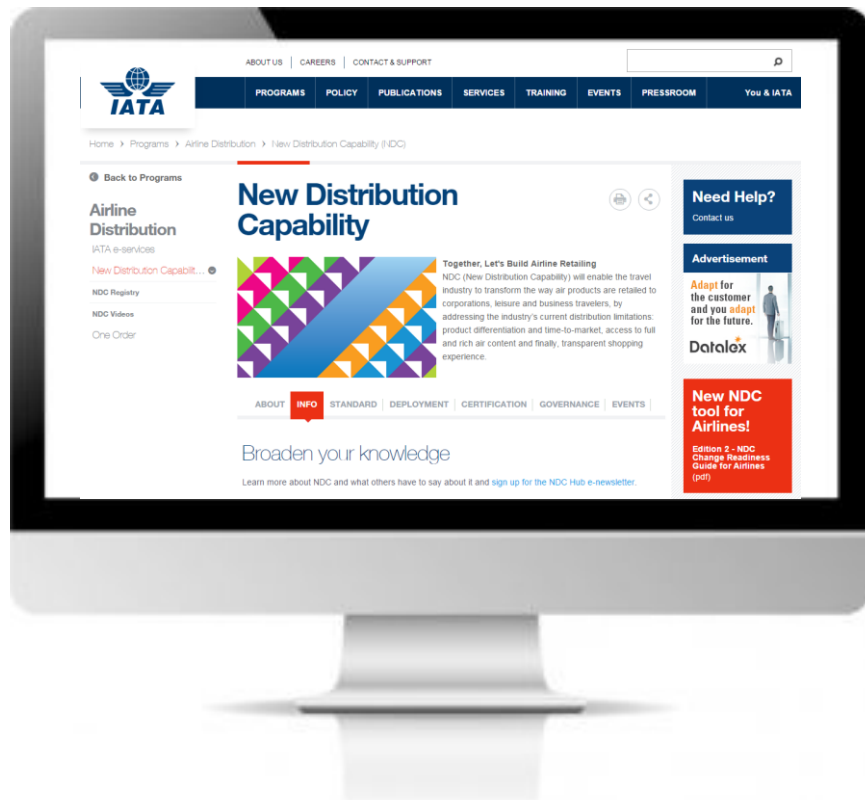 ABOUT US
CAREERS
CONTACT & SUPPORT
IATA
PROGRAMS
POLICY
PUBLICATIONS
SERVICES
TRAINING
EVENTS
PRESSROOM
You & IATA
Home > Programs > Airline Distribution > New Distribution Capability (NDC)
Back to Programs
Airline
Distribution
IATA e-services
New Distribution Capabilit...
NDC Registry
NDC Videos
One Order
New Distribution
Capability
Together, Let's Build Airline Retailing
NDC (New Distribution Capability) will enable the travel
industry to transform the way air products are retailed to
corporations, leisure and business travelers, by
addressing the industry's current distribution limitations:
product differentiation and time-to-market, access to full
and rich air content and finally, transparent shopping
experience.
ABOUT
INFO
STANDARD
DEPLOYMENT
CERTIFICATION
GOVERNANCE
EVENTS
Broaden your knowledge
Learn more about NDC and what others have to say about it and sign up for the NDC Hub e-newsletter.
Need Help?
Contact us
Advertisement
Adapt for
the customer
and you adapt
for the future.
Datalex
New NDC
tool for
Airlines!
Edition 2 - NDC
Change Readiness
Guide for Airlines
(pdf)